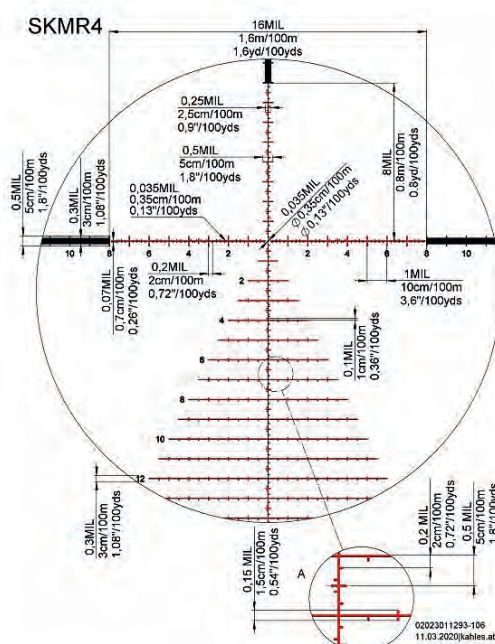 SKMR4
16MIL
1,6m/100m
1,6yd/100yds
0,25MIL
2,5cm/100m
0,9"/100yds
0,5MIL
5cm/100m
1,8"/100yds
8MIL
0.8m/100m
0.8yd/100yds
0,5MIL
5cm/100m
1,8"/100yds
0,3MIL
3cm/100m
1,08"/100yds
0,035MIL
0,35cm/100m
0.13"/100yds
0,035MIL
Ø0.35cm/100m
Ø0.13"/100yds
10 8 6 4 2 2 4 6 8 10
0,07MIL
0,7cm/100m
0,26"/100yds
0,2MIL
2cm/100m
0,72"/100yds
1MIL
10cm/100m
3,6"/100yds
2
4
0,1MIL
1cm/100m
0,36"/100yds
6
8
10
12
0,3MIL
3cm/100m
1,08"/100yds
0,15 MIL
1,5cm/100m
0,54"/100yds
A
0,2 MIL
2cm/100m
0,72"/100yds
0,5 MIL
5cm/100m
1,8"/100yds
02023011293-106
11.03.2020|kahles.at